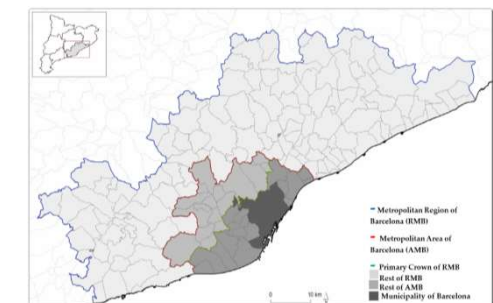 Metropolitan Region of
Barcelona (RMB)
Metropolitan Area of
Barcelona (AMB)
Primary Crown of RMB
Rest of RMB
Rest of AMB
Municipality of Barcelona
0 10 km